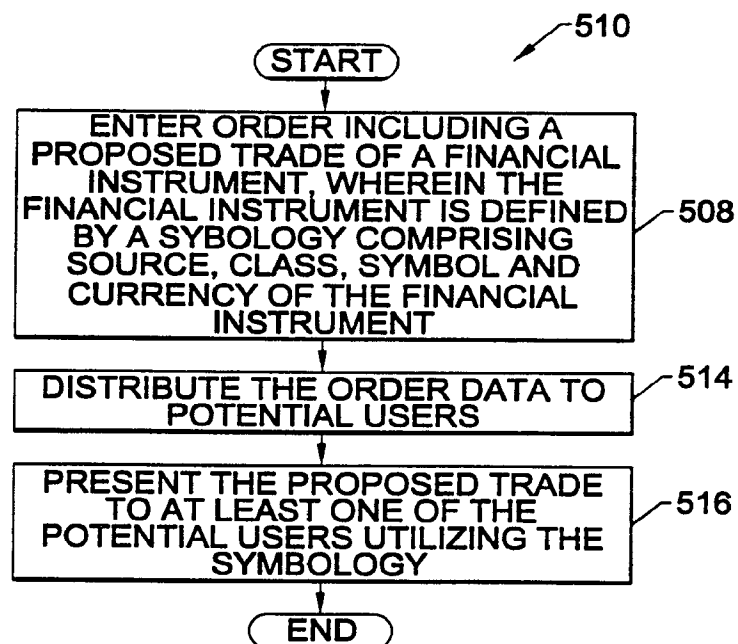 510
START
ENTER ORDER INCLUDING A
PROPOSED TRADE OF A FINANCIAL
INSTRUMENT, WHEREIN THE
FINANCIAL INSTRUMENT IS DEFINED
BY A SYBOLOGY COMPRISING
SOURCE, CLASS, SYMBOL AND
CURRENCY OF THE FINANCIAL
INSTRUMENT
508
DISTRIBUTE THE ORDER DATA TO
POTENTIAL USERS
514
PRESENT THE PROPOSED TRADE
TO AT LEAST ONE OF THE
POTENTIAL USERS UTILIZING THE
SYMBOLOGY
516
END